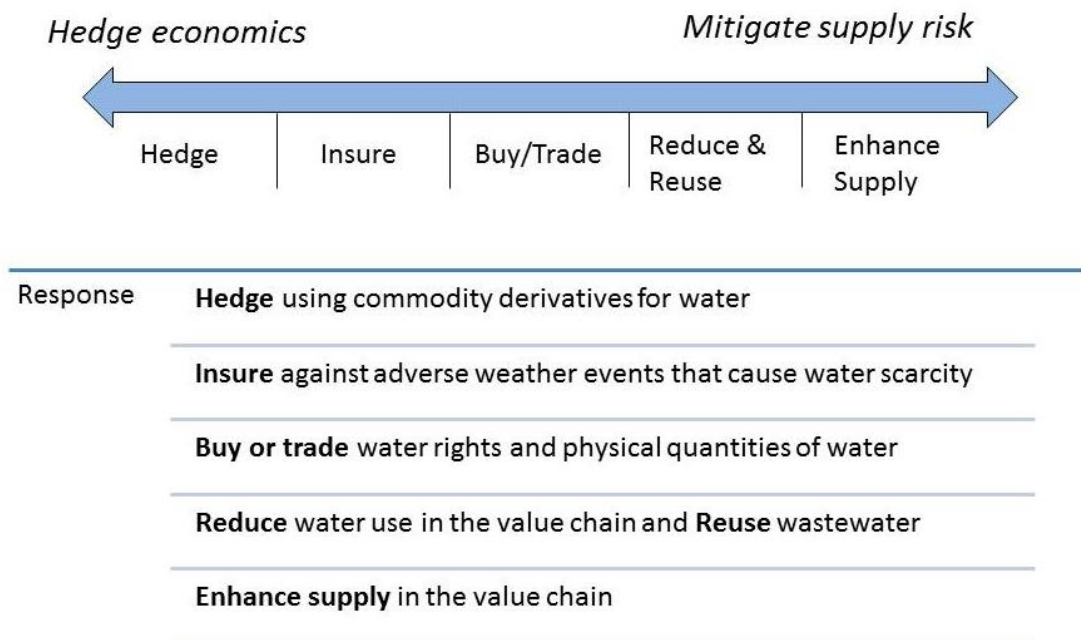 Hedge economics
Mitigate supply risk
Hedge
Insure
Buy/Trade
Reduce &
Reuse
Enhance
Supply
Response
Hedge using commodity derivatives for water
Insure against adverse weather events that cause water scarcity
Buy or trade water rights and physical quantities of water
Reduce water use in the value chain and Reuse wastewater
Enhance supply in the value chain